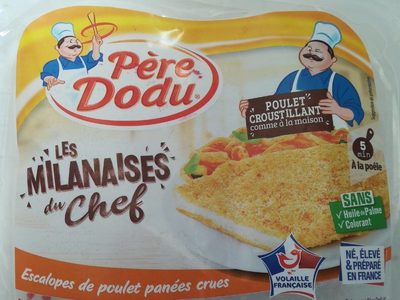 Père
Dodu
POULET
CROUSTILLANT
comme à la maison
LES
MILANAISES
du Chef
5
min
À la poêle
SANS
✓ Huile de Palme
✓ Colorant
VOLAILLE
FRANÇAISE
NÉ, ÉLEVÉ
& PRÉPARÉ
EN FRANCE
Escalopes de poulet panées crues